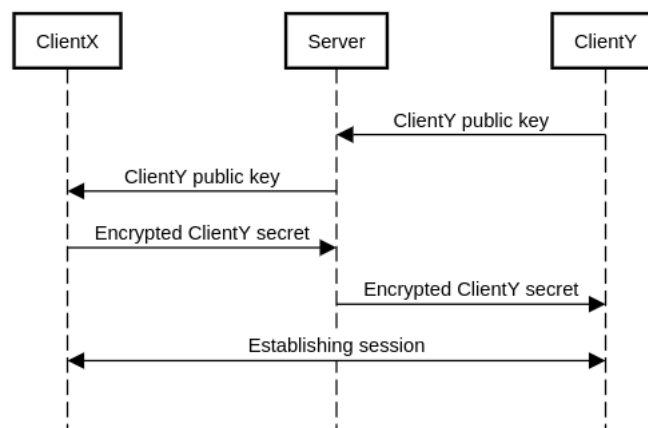 ClientX
Server
ClientY
ClientY public key
ClientY public key
Encrypted ClientY secret
Encrypted ClientY secret
Establishing session